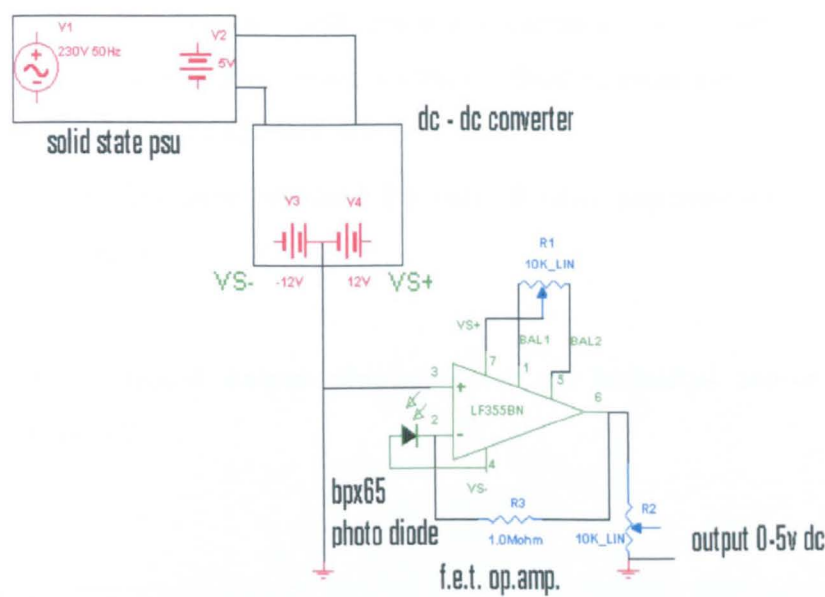 V1
230V 50Hz
V2
5V
solid state psu
dc - dc converter
V3
V4
VS-
-12V
12V
VS+
R1
10K_LIN
VS+
BAL1
BAL2
7
1
5
3
2
LF355BN
6
4
VS-
bpx65
photo diode
R3
1.0Mohm
R2
10K_LIN
output 0-5v dc
f.e.t. op.amp.